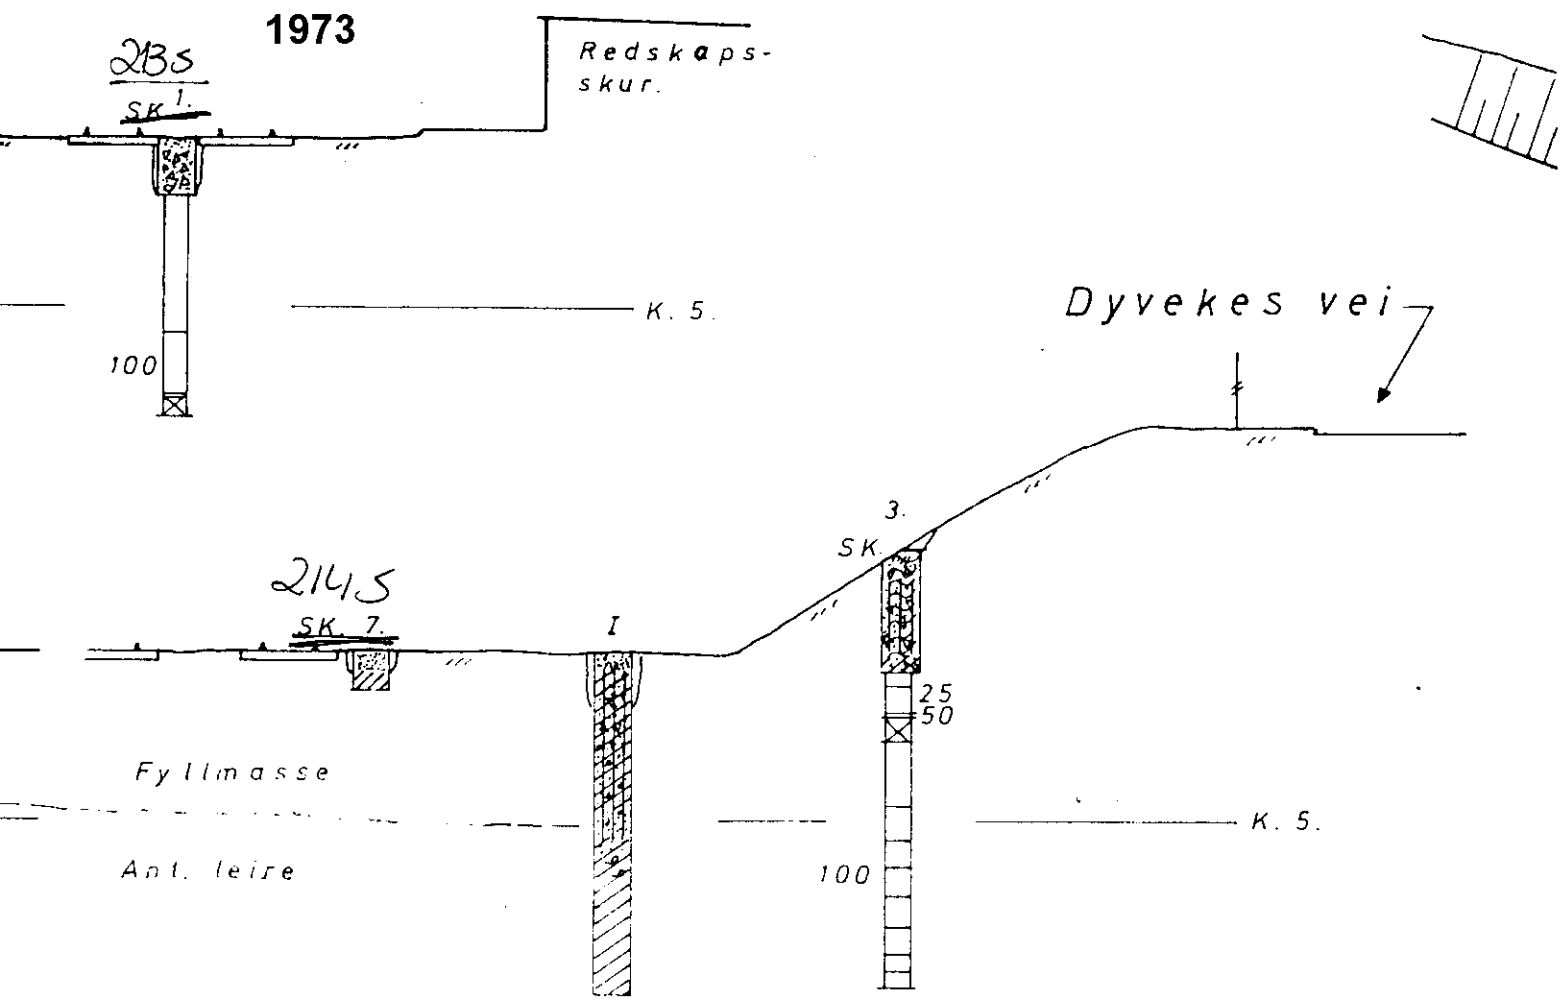 1973
213S
SK 1.
Redskaps-
skur.
K. 5.
100
Dyvekes vei
3.
SK.
214S
SK. 7.
I
25
50
Fyllmasse
K. 5.
Ant. leire
100